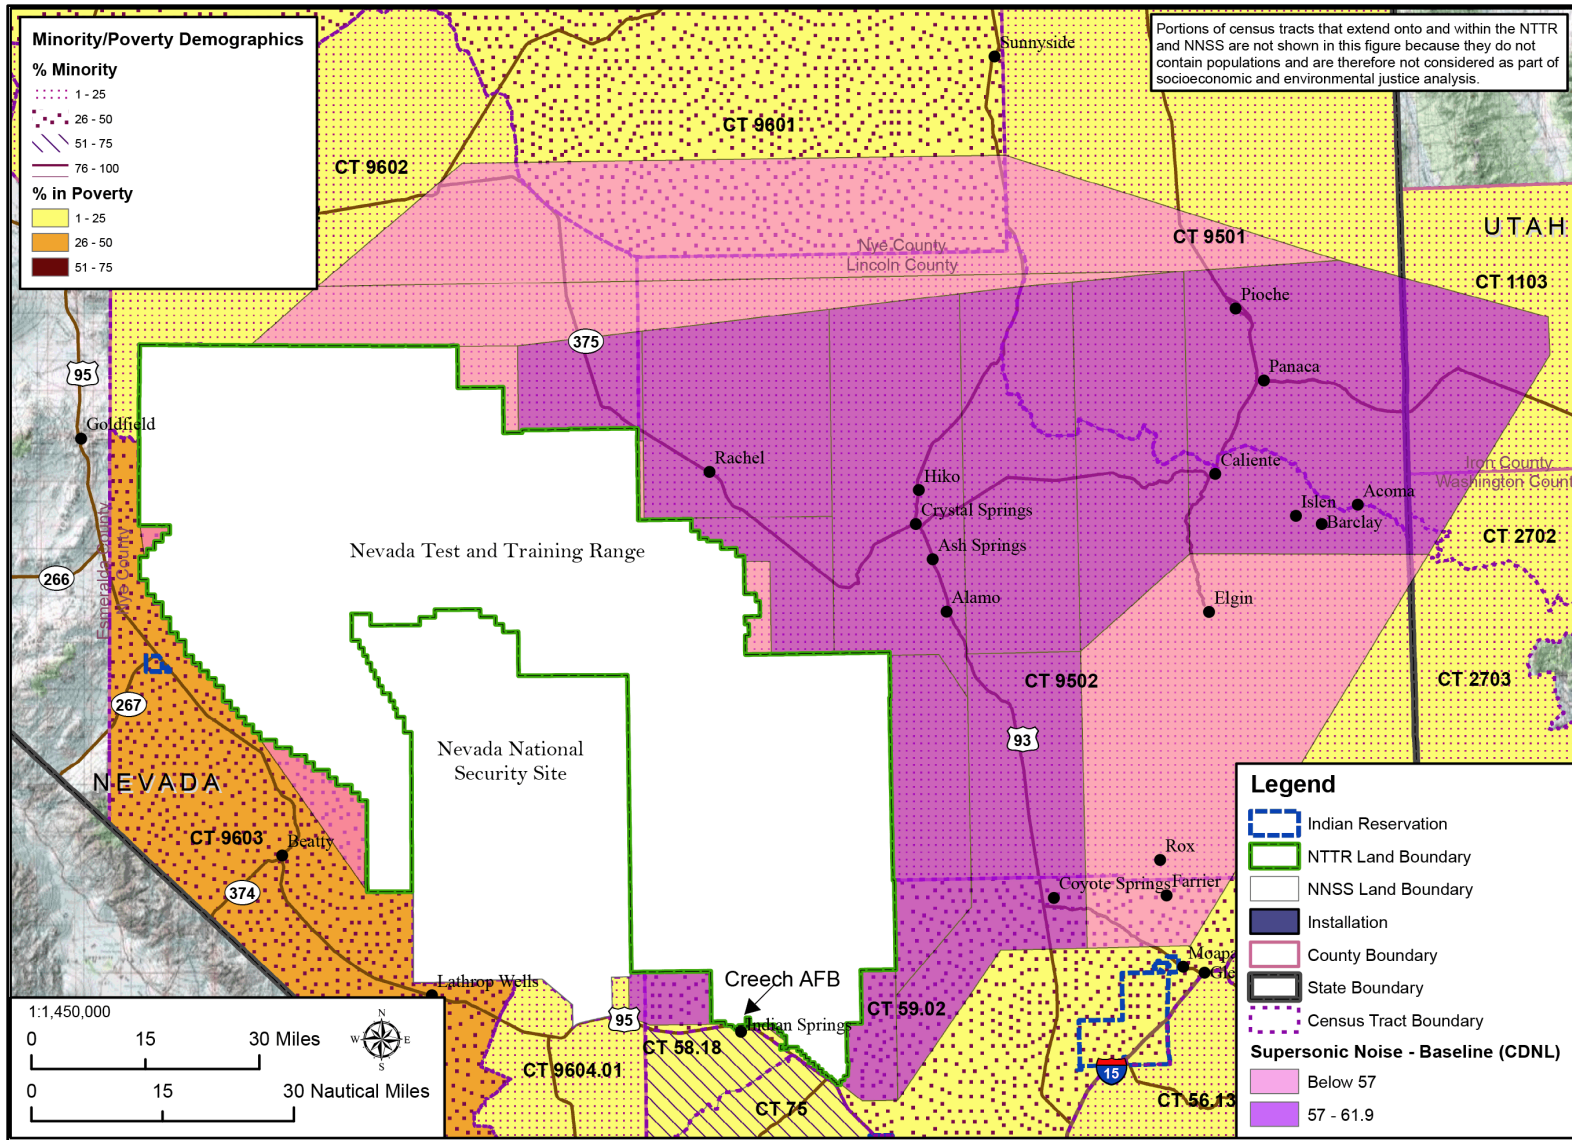 Minority/Poverty Demographics
% Minority
1 - 25
26 - 50
51 - 75
76 - 100
% in Poverty
1 - 25
26 - 50
51 - 75
Portions of census tracts that extend onto and within the NTTR
and NNSS are not shown in this figure because they do not
contain populations and are therefore not considered as part of
socioeconomic and environmental justice analysis.
Sunnyside
CT 9601
CT 9602
CT 9501
UTAH
Nye County
Lincoln County
CT 1103
Pioche
375
Panaca
95
Goldfield
Rachel
Caliente
Iron County
Washington Count
Hiko
Acoma
Islen
Crystal Springs
Barclay
CT 2702
Nevada Test and Training Range
Ash Springs
266
Esmeralda County
Nye County
Alamo
Elgin
CT 9502
CT 2703
267
93
Nevada National
Security Site
NEVADA
CT 9603
Beatty
374
Rox
Coyote Springs
Farrier
Moapa
Gle
Lathrop Wells
Creech AFB
95
Indian Springs
CT 59.02
CT 58.18
CT 9604.01
CT 75
15
CT 56.13
1:1,450,000
0 15 30 Miles
0 15 30 Nautical Miles
N
W E
S
Legend
Indian Reservation
NTTR Land Boundary
NNSS Land Boundary
Installation
County Boundary
State Boundary
Census Tract Boundary
Supersonic Noise - Baseline (CDNL)
Below 57
57 - 61.9